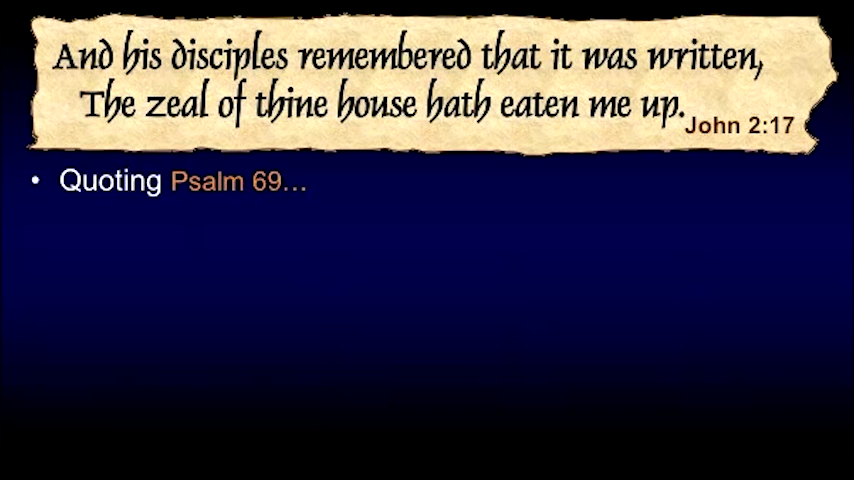 And his disciples remembered that it was written,
The zeal of thine house hath eaten me up.
John 2:17
• Quoting Psalm 69…